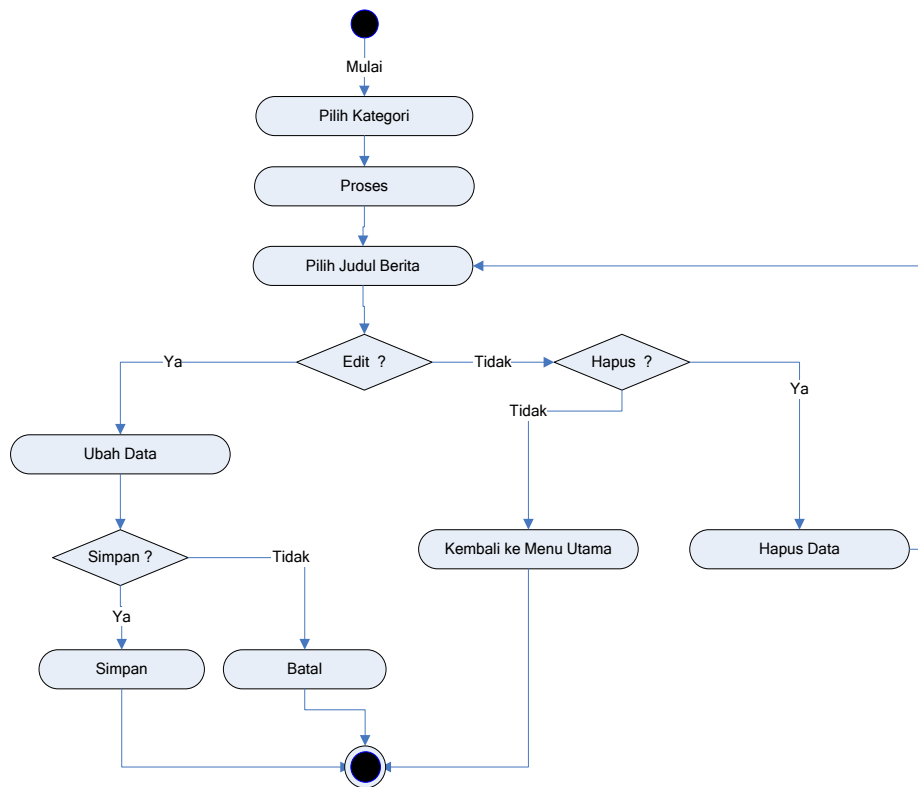 Mulai
Pilih Kategori
Proses
Pilih Judul Berita
Edit ?
Ya
Tidak
Hapus ?
Ya
Tidak
Ubah Data
Simpan ?
Tidak
Kembali ke Menu Utama
Hapus Data
Ya
Simpan
Batal